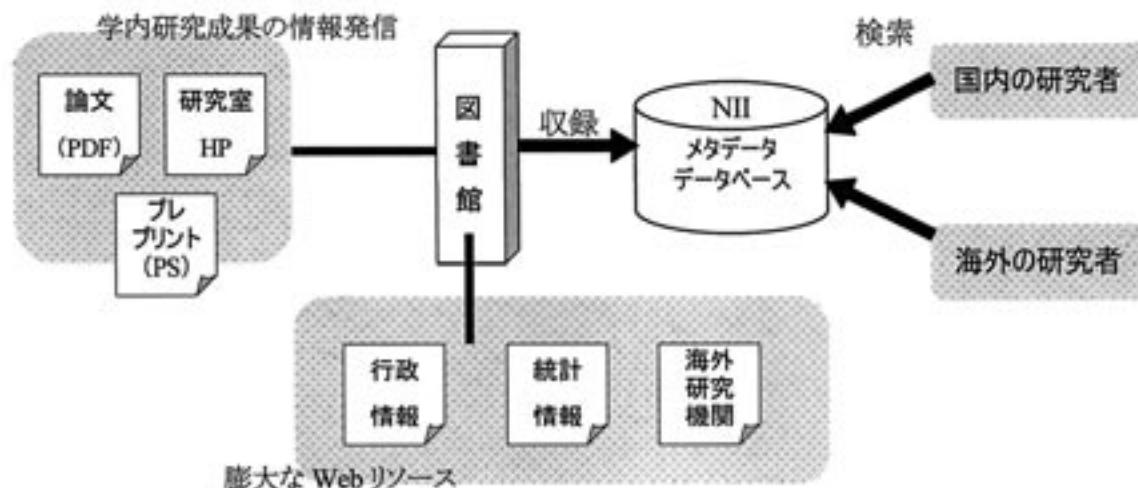 学内研究成果の情報発信
論文
(PDF)
研究室
HP
プレ
プリント
(PS)
図
書
館
収録
NII
メタデータ
データベース
検索
国内の研究者
海外の研究者
行政
情報
統計
情報
海外
研究
機関
膨大な Web リソース